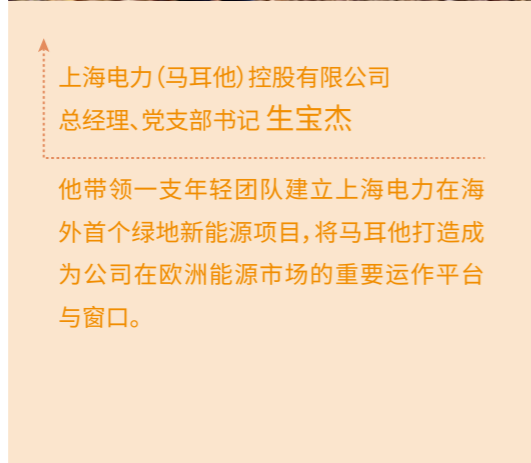 上海电力（马耳他）控股有限公司
总经理、党支部书记 生宝杰
他带领一支年轻团队建立上海电力在海
外首个绿地新能源项目，将马耳他打造成
为公司在欧洲能源市场的重要运作平台
与窗口。